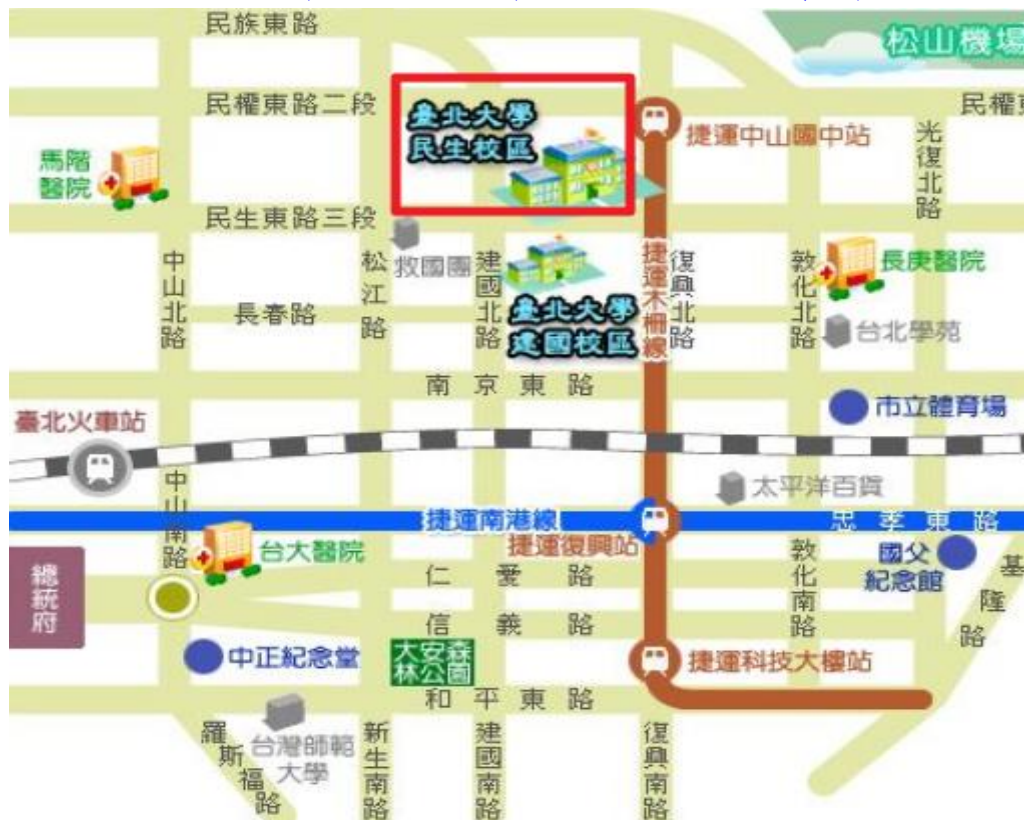 民族東路
松山機場
民權東路二段
臺北大學
民生校區
捷運中山國中站
民權東
光復北路
馬階
醫院
民生東路三段
救國團
中山北路
松江路
建國北路
捷運木柵線
復興北路
敦化北路
長庚醫院
長春路
臺北大學
建國校區
台北學苑
南京東路
市立體育場
臺北火車站
太平洋百貨
中山南路
捷運南港線
忠孝東路
捷運復興站
台大醫院
仁愛路
敦化南路
國父
紀念館
基隆路
總統府
信義路
中正紀念堂
大安森
林公園
捷運科技大樓站
和平東路
羅斯福路
台灣師範
大學
新生南路
建國南路
復興南路